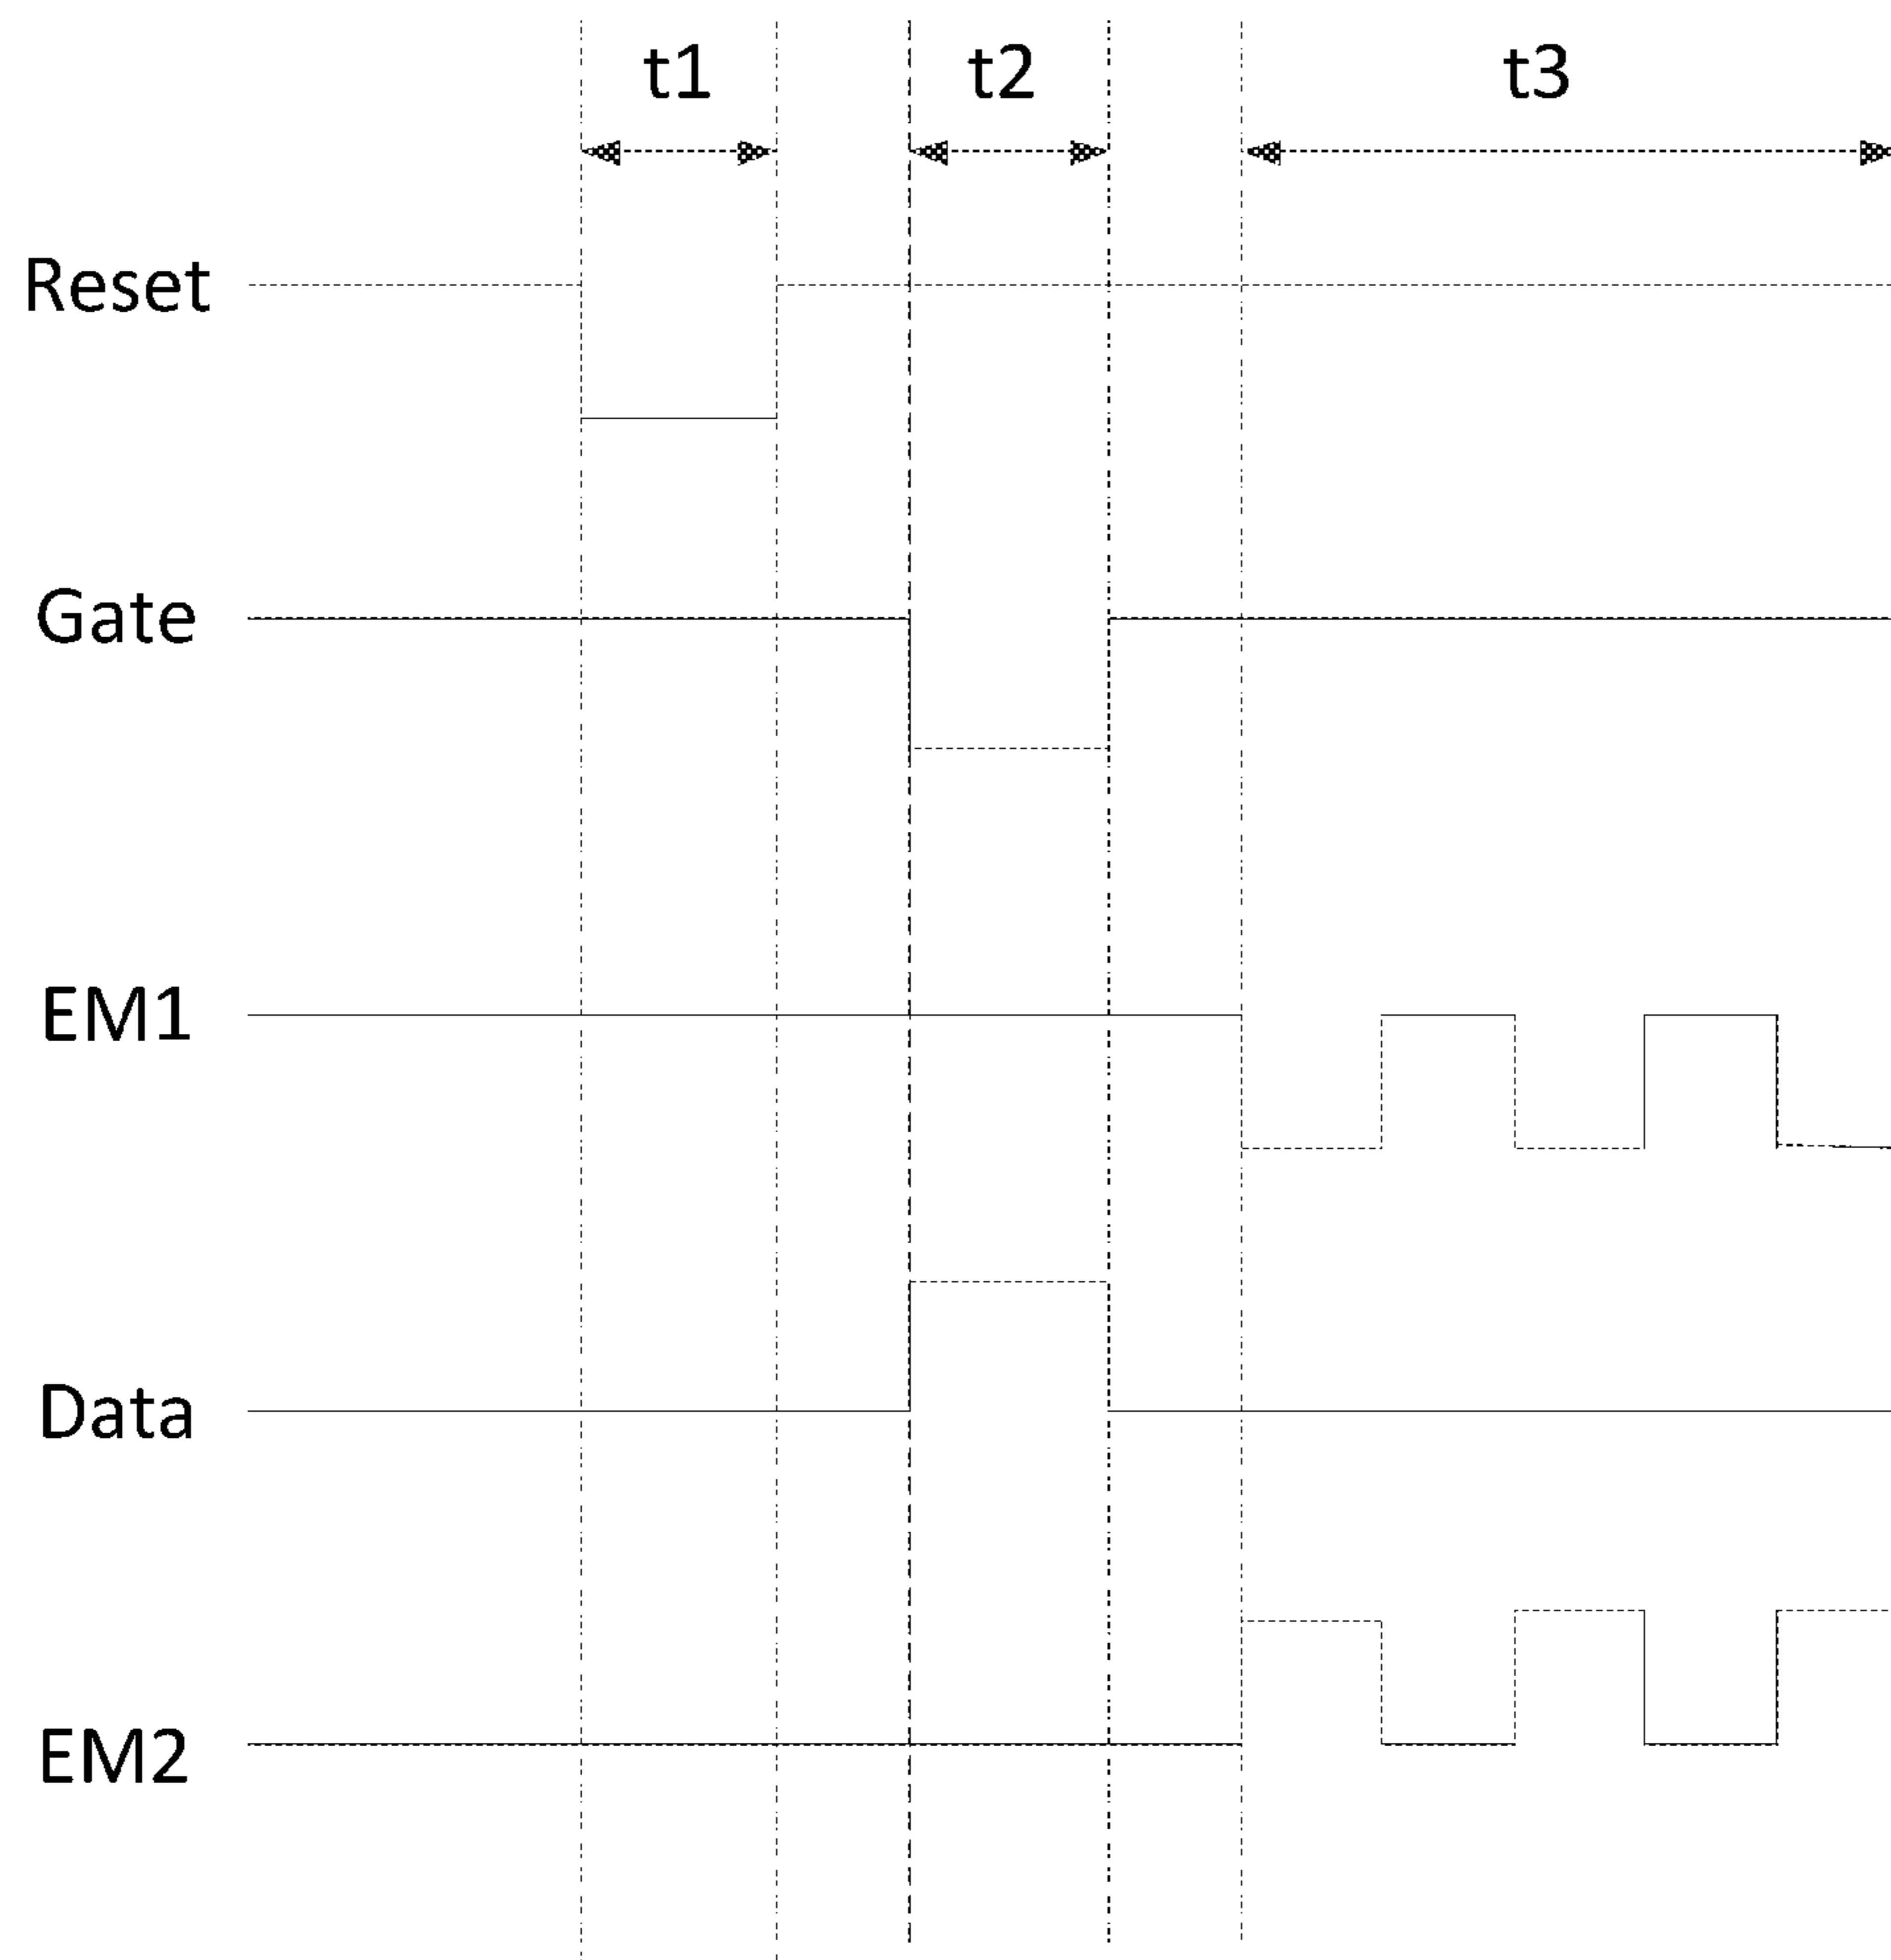 t1 t2 t3
Reset
Gate
EM1
Data
EM2